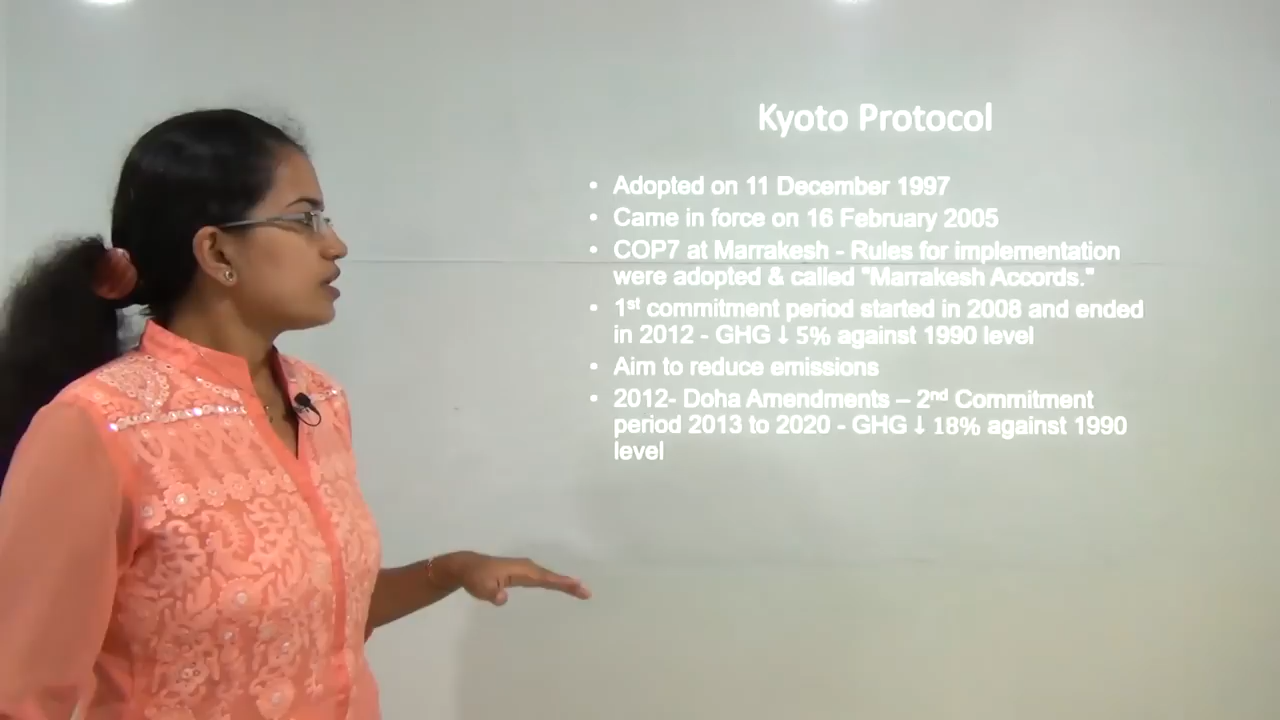 Kyoto Protocol
• Adopted on 11 December 1997
• Came in force on 16 February 2005
• COP7 at Marrakesh - Rules for implementation
were adopted & called "Marrakesh Accords."
• 1st commitment period started in 2008 and ended
in 2012 - GHG ↓ 5% against 1990 level
• Aim to reduce emissions
• 2012- Doha Amendments – 2nd Commitment
period 2013 to 2020 - GHG ↓ 18% against 1990
level